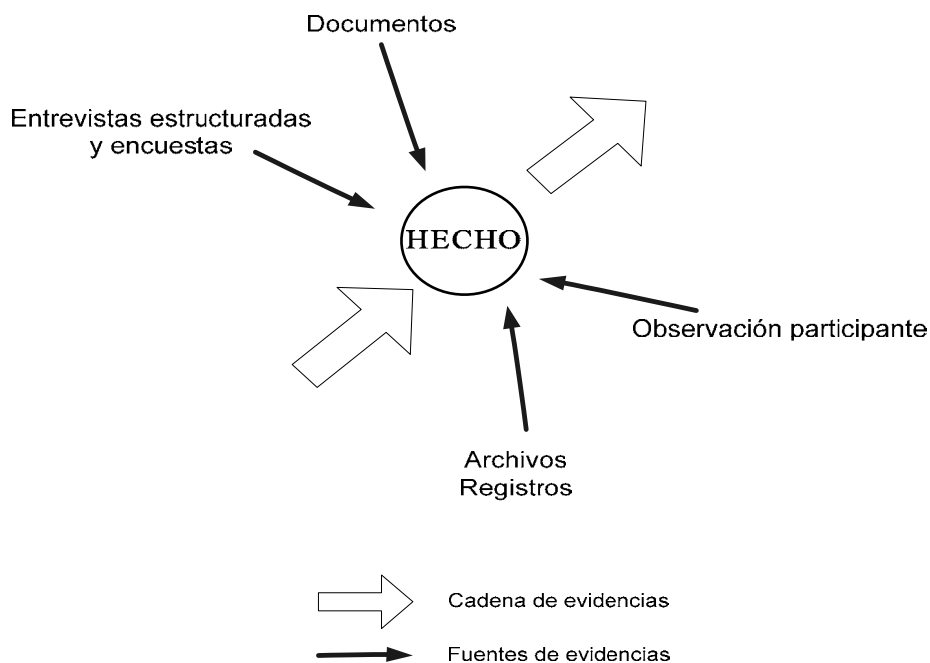 Documentos
Entrevistas estructuradas
y encuestas
HECHO
Observación participante
Archivos
Registros
Cadena de evidencias
Fuentes de evidencias